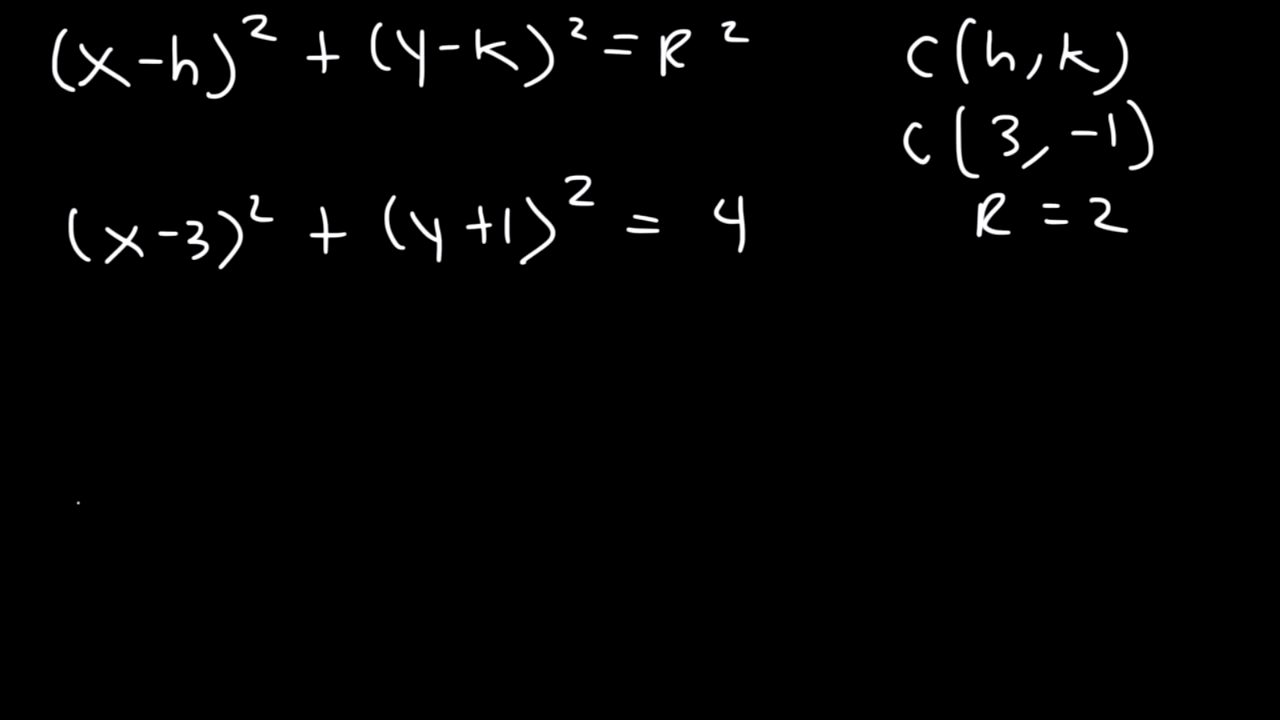 (x-h)² + (y-k)² = R²
C(h,k)
C(3,-1)
(x-3)² + (y+1)² = 4
R = 2